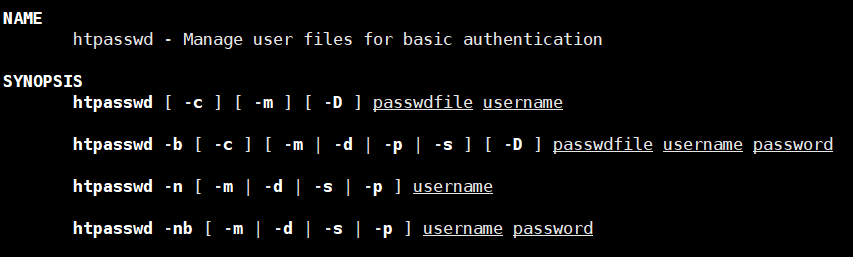 NAME
htpasswd - Manage user files for basic authentication
SYNOPSIS
htpasswd [ -c ] [ -m ] [ -D ] passwdfile username
htpasswd -b [ -c ] [ -m | -d | -p | -s ] [ -D ] passwdfile username password
htpasswd -n [ -m | -d | -s | -p ] username
htpasswd -nb [ -m | -d | -s | -p ] username password